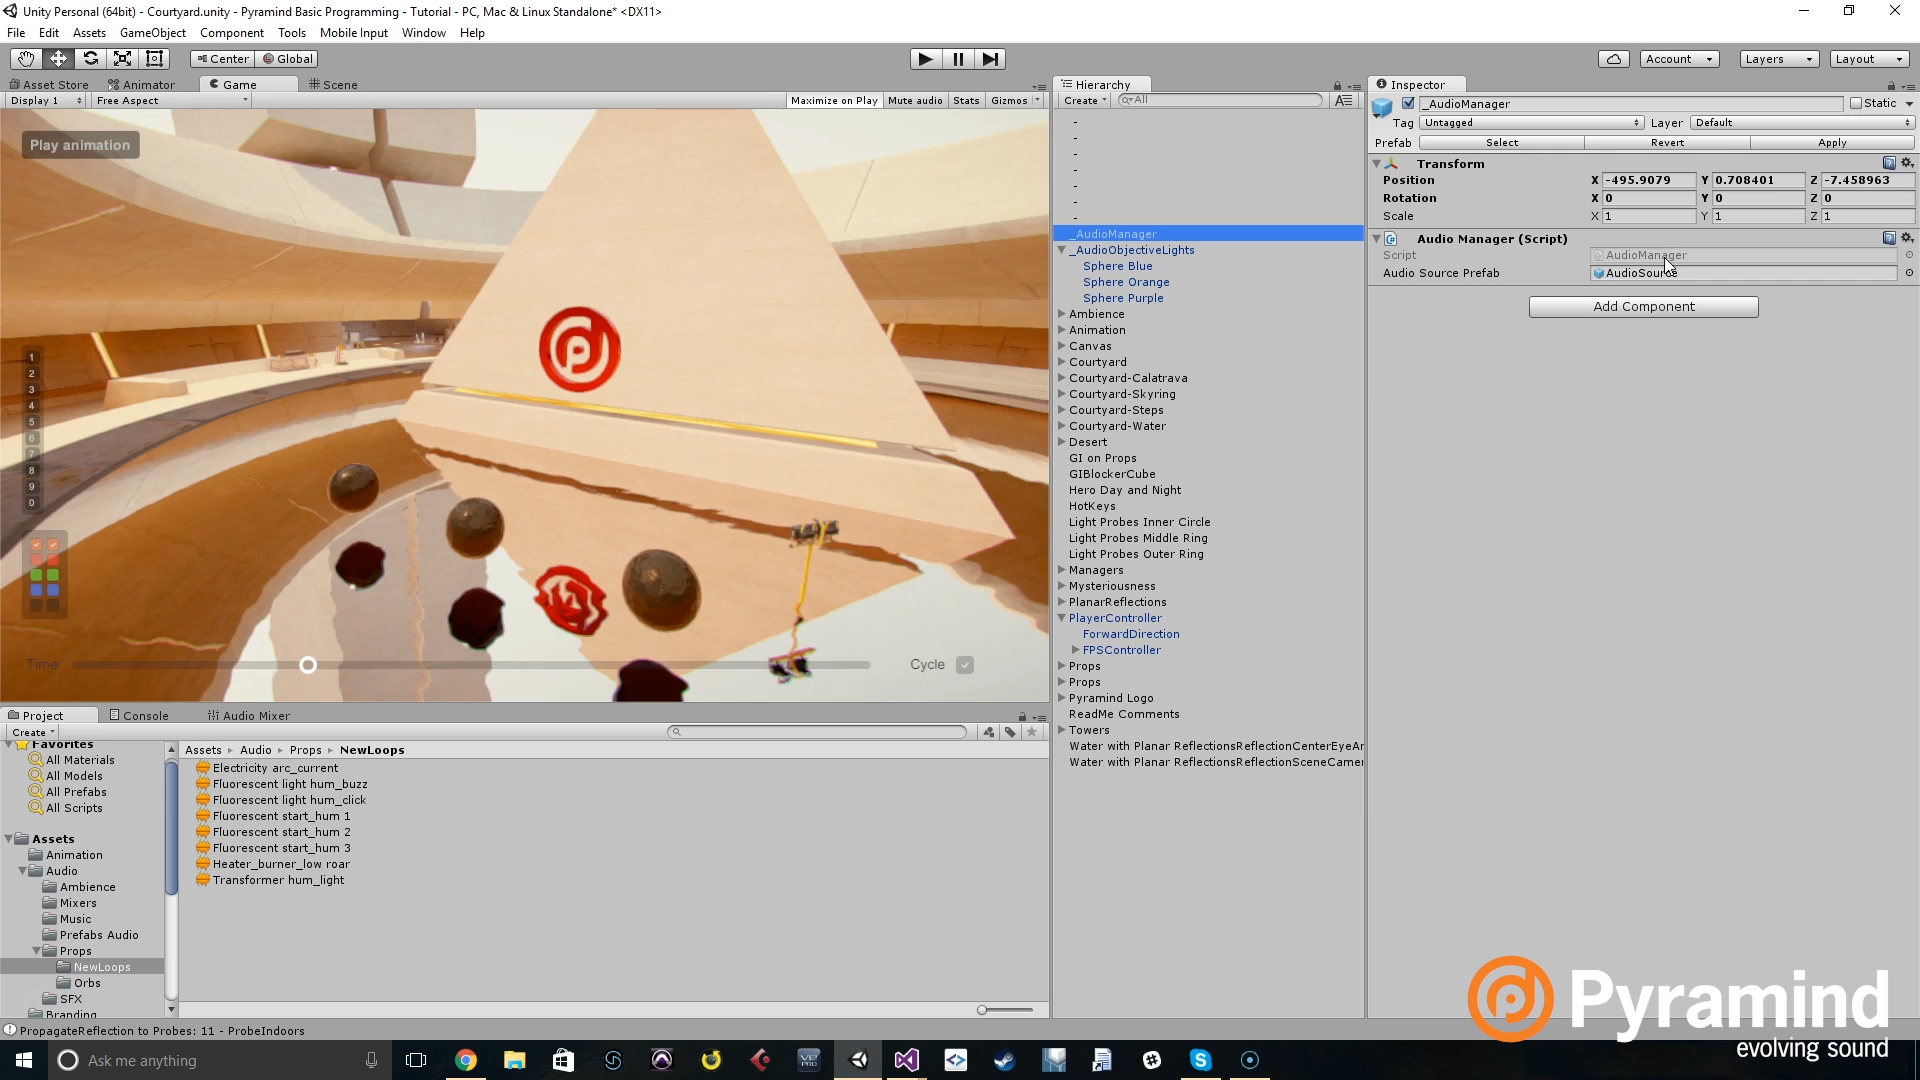 Unity Personal (64bit) - Courtyard.unity - Pyramind Basic Programming - Tutorial - PC, Mac & Linux Standalone* <DX11>
File Edit Assets GameObject Component Tools Mobile Input Window Help
Center Global Account Layers Layout
Asset Store Animator Game Scene
Display 1 Free Aspect Maximize on Play Mute audio Stats Gizmos
Play animation
1
2
3
4
5
6
7
8
9
0
Time Cycle
Hierarchy
Create All
-
-
-
-
-
-
-
_AudioManager
_AudioObjectiveLights
Sphere Blue
Sphere Orange
Sphere Purple
Ambience
Animation
Canvas
Courtyard
Courtyard-Calatrava
Courtyard-Skyring
Courtyard-Steps
Courtyard-Water
Desert
GI on Props
GIBlockerCube
Hero Day and Night
HotKeys
Light Probes Inner Circle
Light Probes Middle Ring
Light Probes Outer Ring
Managers
Mysteriousness
PlanarReflections
PlayerController
ForwardDirection
FPSController
Props
Props
Pyramind Logo
ReadMe Comments
Towers
Water with Planar ReflectionsReflectionCenterEyeAr
Water with Planar ReflectionsReflectionSceneCamer
Inspector
_AudioManager Static
Tag Untagged Layer Default
Prefab Select Revert Apply
Transform
Position X -495.9079 Y 0.708401 Z -7.458963
Rotation X 0 Y 0 Z 0
Scale X 1 Y 1 Z 1
Audio Manager (Script)
Script AudioManager
Audio Source Prefab AudioSource
Add Component
Project Console Audio Mixer
Create
Favorites
All Materials
All Models
All Prefabs
All Scripts
Assets
Animation
Audio
Ambience
Mixers
Music
Prefabs Audio
Props
NewLoops
Orbs
SFX
Branding
Assets Audio Props NewLoops
Electricity arc_current
Fluorescent light hum_buzz
Fluorescent light hum_click
Fluorescent start_hum 1
Fluorescent start_hum 2
Fluorescent start_hum 3
Heater_burner_low roar
Transformer hum_light
PropagateReflection to Probes: 11 - ProbeIndoors
Ask me anything
Pyramind
evolving sound